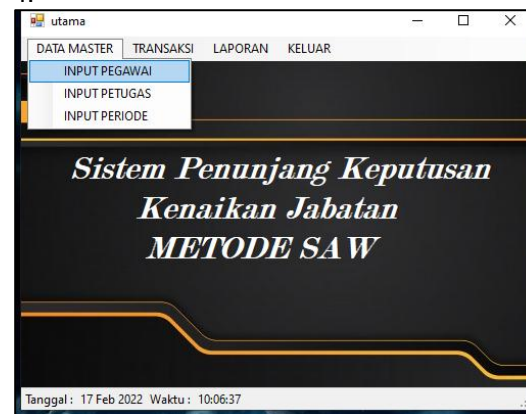 utama
DATA MASTER TRANSAKSI LAPORAN KELUAR
INPUT PEGAWAI
INPUT PETUGAS
INPUT PERIODE
Sistem Penunjang Keputusan
Kenaikan Jabatan
METODE SAW
Tanggal : 17 Feb 2022 Waktu : 10:06:37